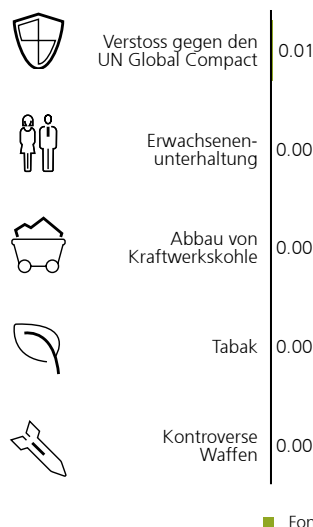 Verstoss gegen den
UN Global Compact
0.01
Erwachsenen-
unterhaltung
0.00
Abbau von
Kraftwerkskohle
0.00
Tabak
0.00
Kontroverse
Waffen
0.00